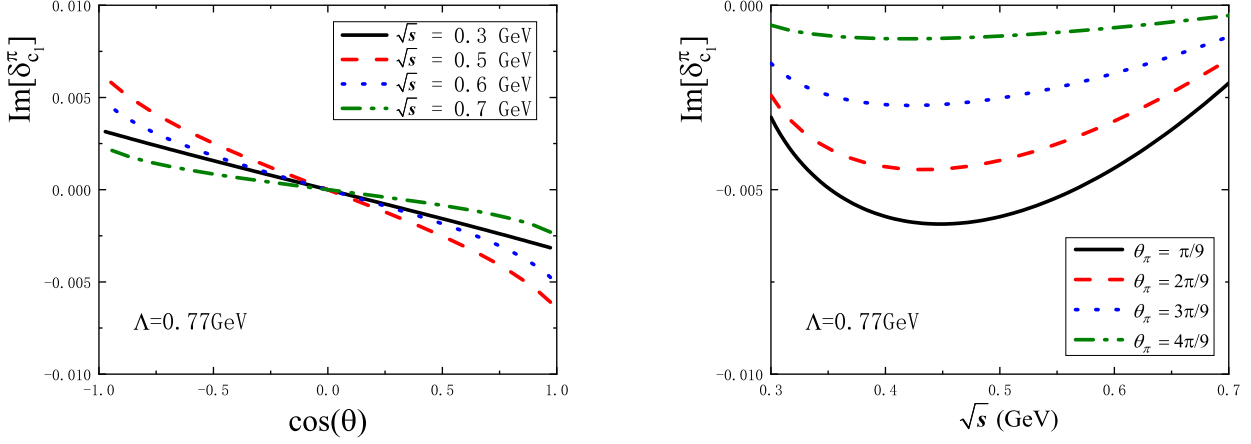 0.010
0.005
0.000
-0.005
-0.010
Im[δ^π_{c_1}]
√s = 0.3 GeV
√s = 0.5 GeV
√s = 0.6 GeV
√s = 0.7 GeV
Λ=0.77GeV
-1.0 -0.5 0.0 0.5 1.0
cos(θ)
0.000
-0.005
-0.010
Im[δ^π_{c_1}]
θ_π = π/9
θ_π = 2π/9
θ_π = 3π/9
θ_π = 4π/9
Λ=0.77GeV
0.3 0.4 0.5 0.6 0.7
√s (GeV)